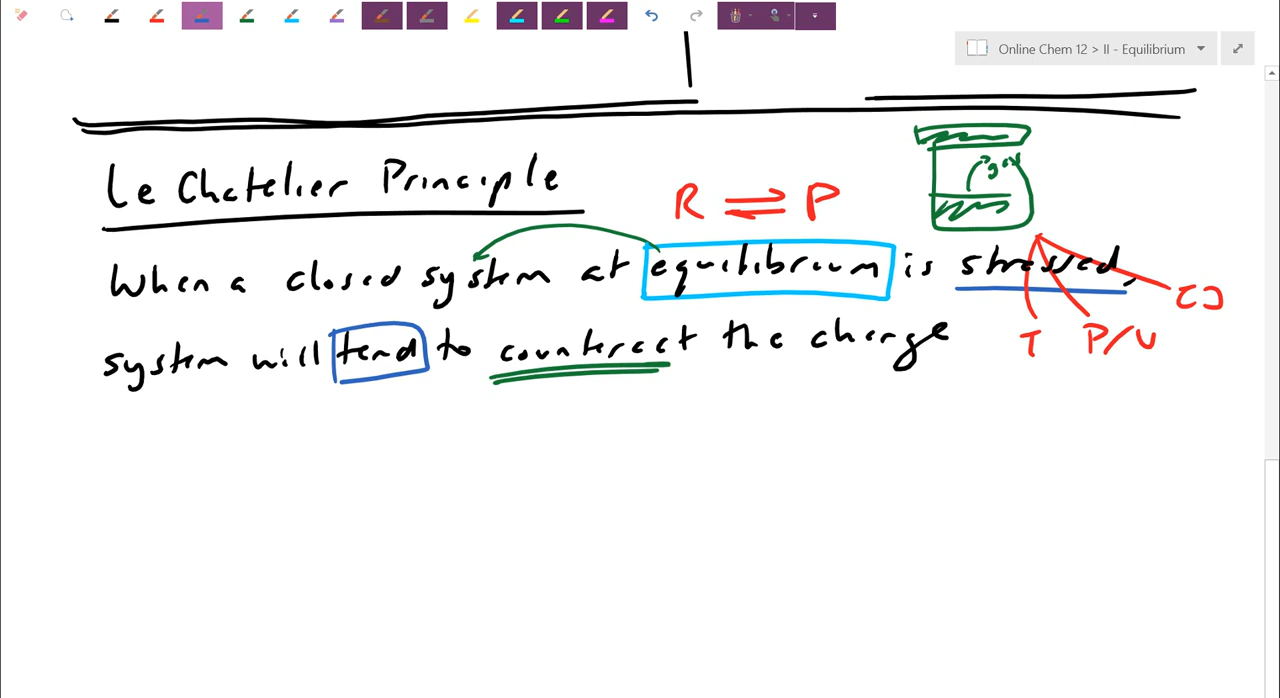 Online Chem 12 > II - Equilibrium
Le Chatelier Principle
R ⇌ P
gas
When a closed system at equilibrium is stressed,
T P/V []
system will tend to counteract the change